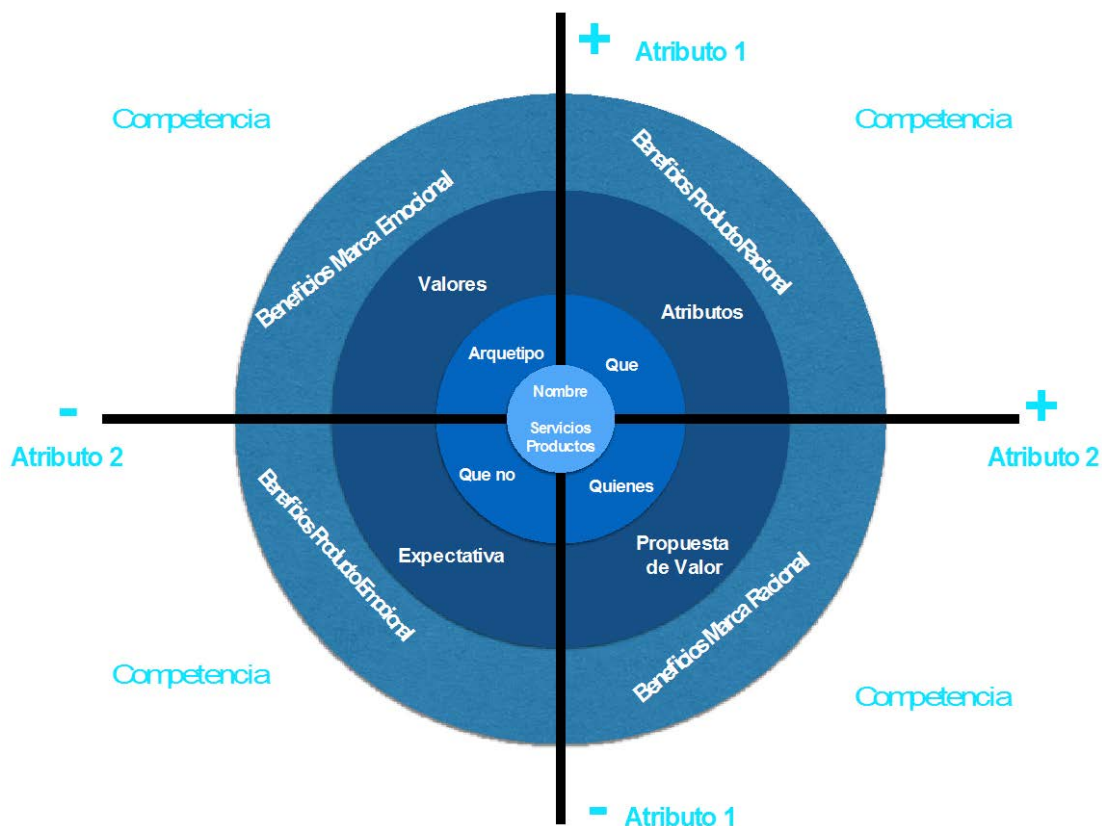 + Atributo 1
Competencia
Competencia
Beneficios Marca Emocional
Beneficios Producto Racional
Valores
Atributos
Arquetipo
Que
Nombre
Servicios
Productos
-
Atributo 2
+
Atributo 2
Que no
Quienes
Expectativa
Propuesta
de Valor
Beneficios Producto Emocional
Beneficios Marca Racional
Competencia
Competencia
- Atributo 1